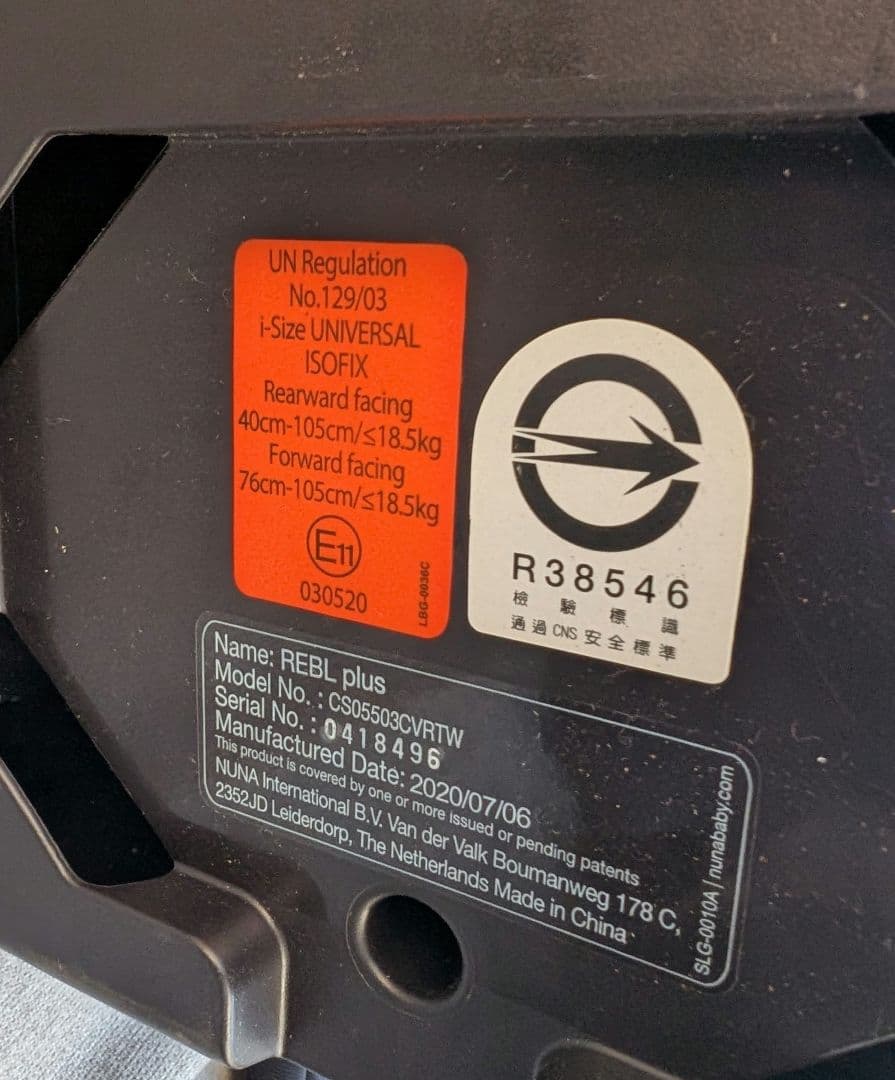 UN Regulation
No.129/03
i-Size UNIVERSAL
ISOFIX
Rearward facing
40cm-105cm/≤18.5kg
Forward facing
76cm-105cm/≤18.5kg
E11
030520
LBG-0036C
R38546
檢驗標識
通過CNS安全標準
Name: REBL plus
Model No. : CS05503CVRTW
Serial No. : 0418496
Manufactured Date: 2020/07/06
This product is covered by one or more issued or pending patents
NUNA International B.V. Van der Valk Boumanweg 178 C,
2352JD Leiderdorp, The Netherlands Made in China
SLG-0010A | nunababy.com